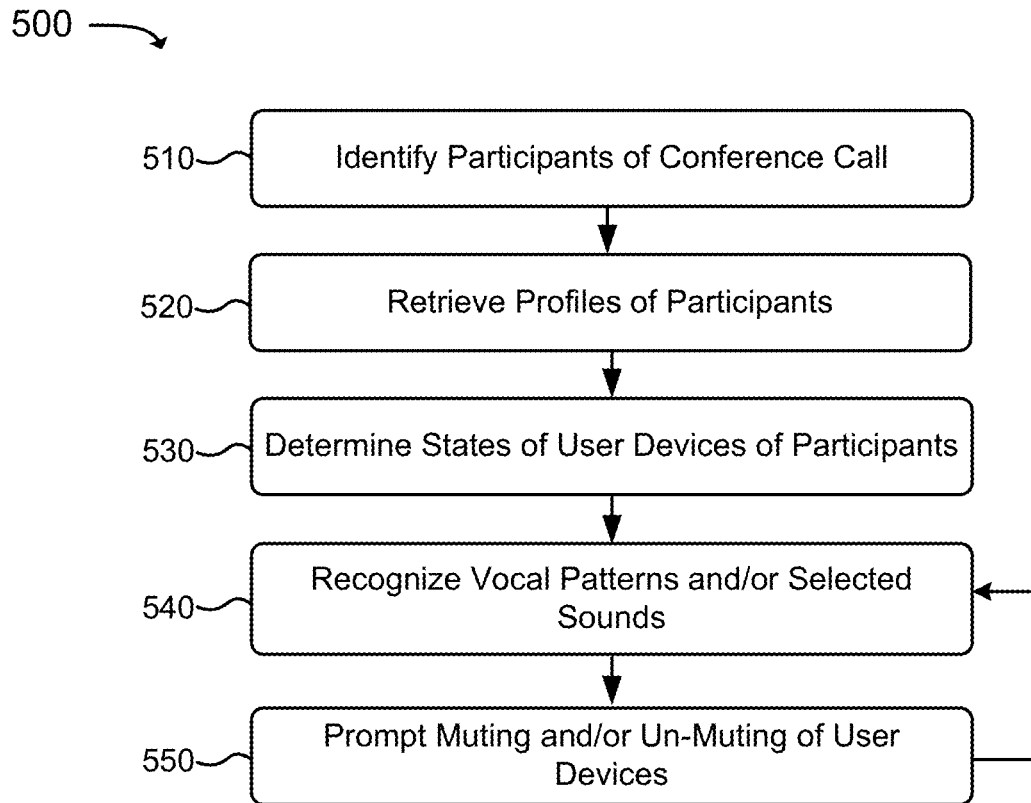 500
510
Identify Participants of Conference Call
520
Retrieve Profiles of Participants
530
Determine States of User Devices of Participants
540
Recognize Vocal Patterns and/or Selected
Sounds
550
Prompt Muting and/or Un-Muting of User
Devices